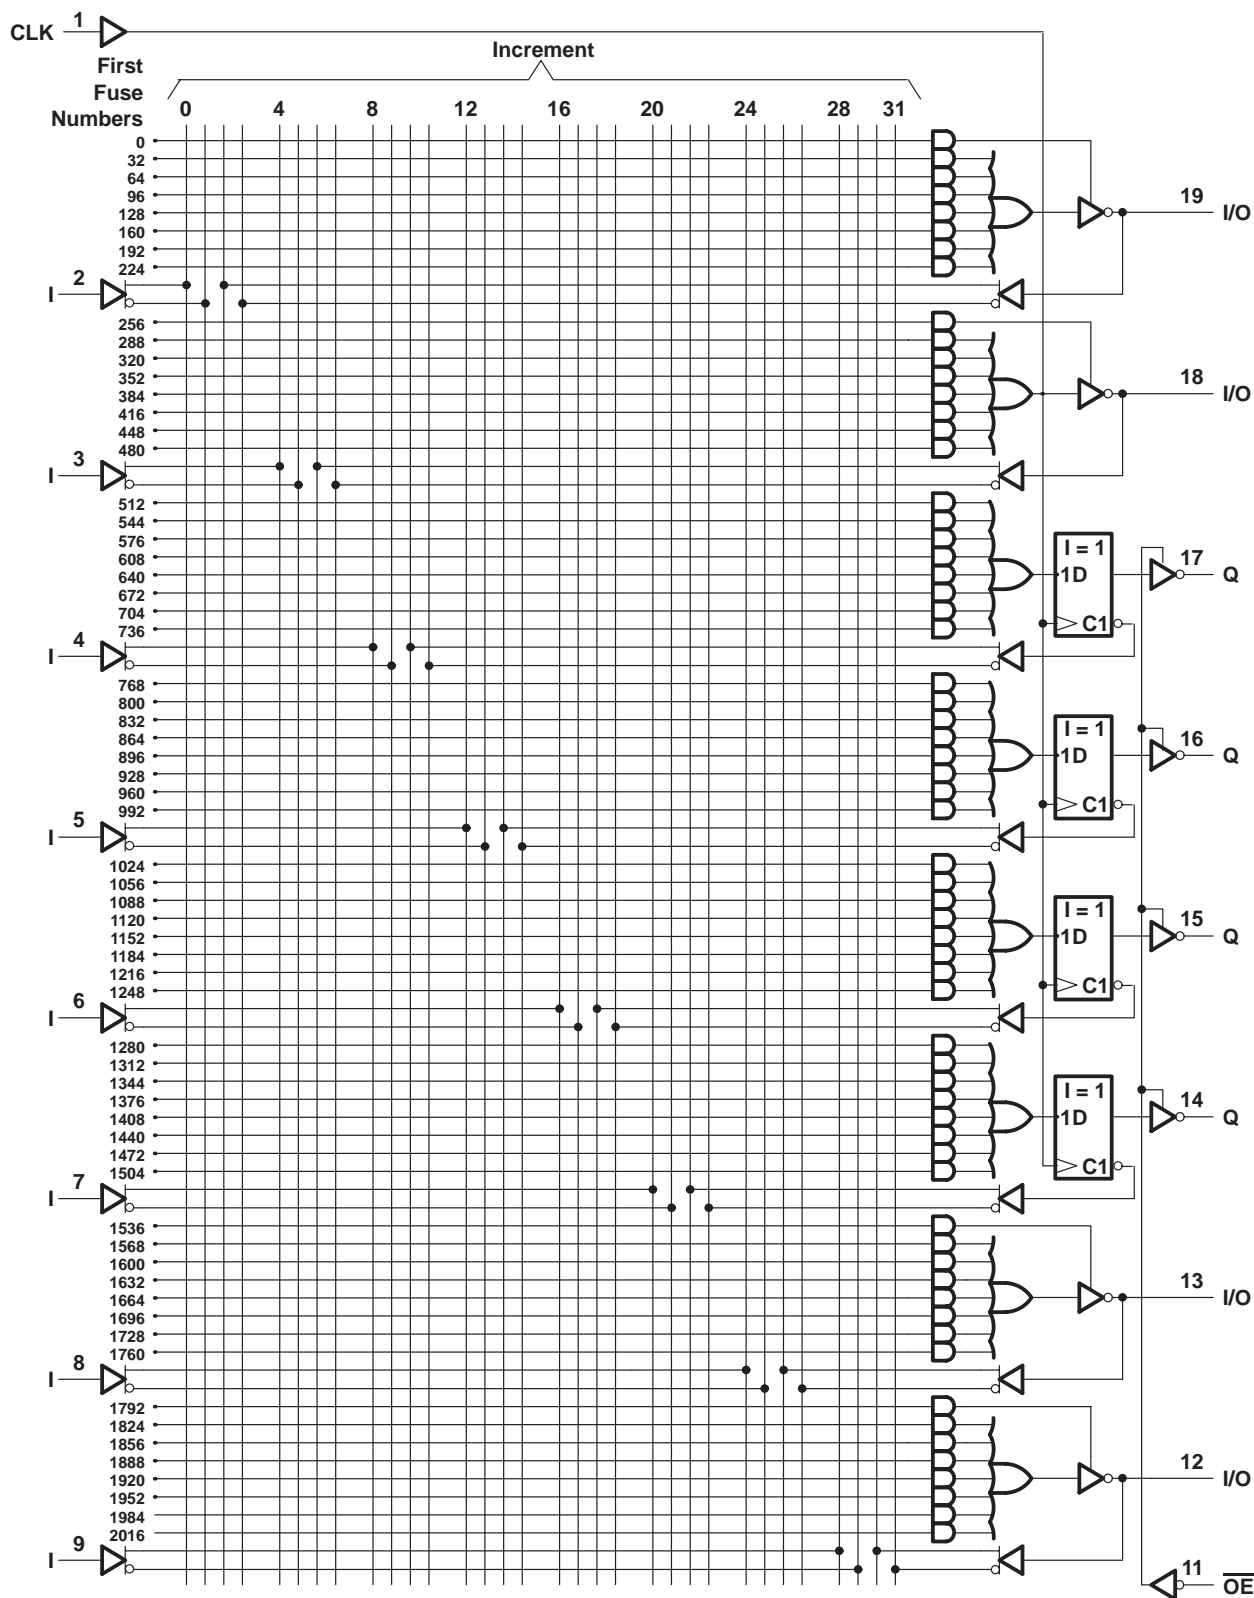 CLK 1
Increment
First
Fuse
Numbers
0 4 8 12 16 20 24 28 31
0
32
64
96
128
160
192
224
19 I/O
I 2
256
288
320
352
384
416
448
480
18 I/O
I 3
512
544
576
608
640
672
704
736
I = 1
1D
C1
17 Q
I 4
768
800
832
864
896
928
960
992
I = 1
1D
C1
16 Q
I 5
1024
1056
1088
1120
1152
1184
1216
1248
I = 1
1D
C1
15 Q
I 6
1280
1312
1344
1376
1408
1440
1472
1504
I = 1
1D
C1
14 Q
I 7
1536
1568
1600
1632
1664
1696
1728
1760
13 I/O
I 8
1792
1824
1856
1888
1920
1952
1984
2016
12 I/O
I 9
11 O̅E̅